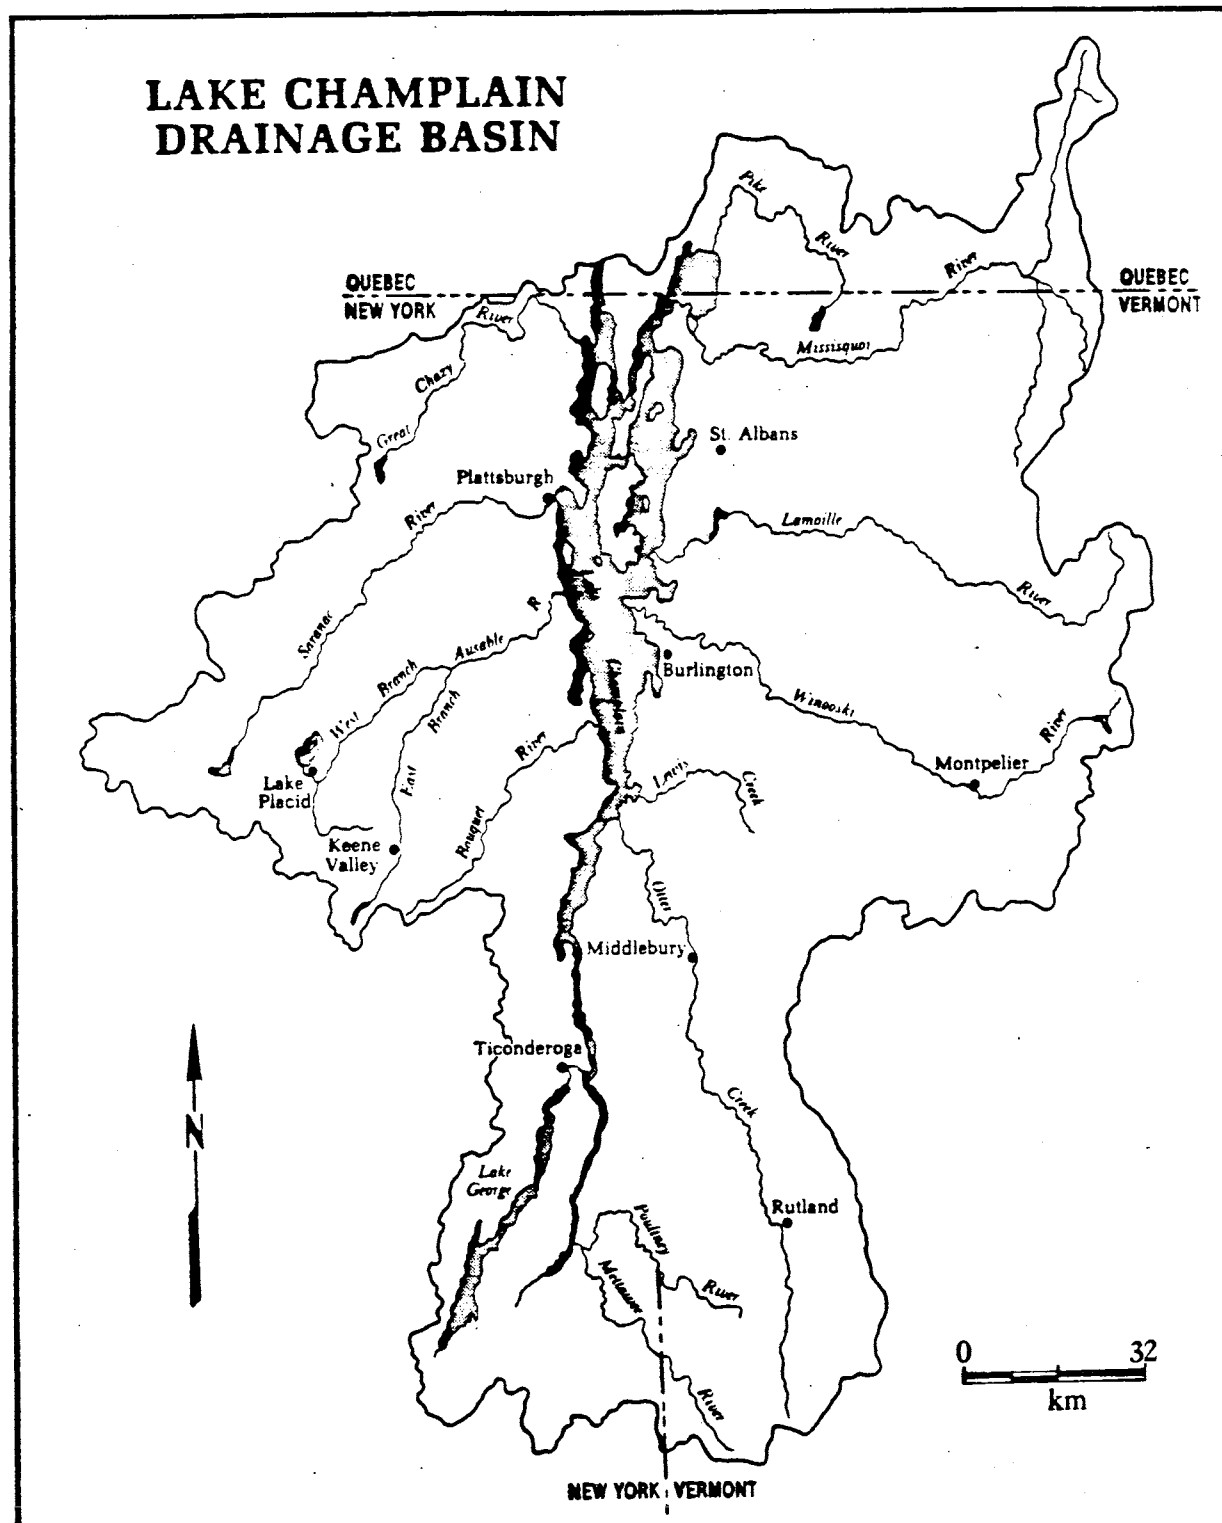 LAKE CHAMPLAIN
DRAINAGE BASIN
Pike
River
River
QUEBEC
NEW YORK
QUEBEC
VERMONT
River
Chazy
Great
Missisquoi
St. Albans
Plattsburgh
River
Saranac
Lamoille
River
R
Ausable
Branch
West
Branch
East
Champlain
Burlington
Winooski
River
Montpelier
River
Bouquet
Lewis
Creek
Lake
Placid
Keene
Valley
Otter
Middlebury
Ticonderoga
Creek
N
Lake
George
Poultney
River
Mettawee
River
Rutland
0 32
km
NEW YORK VERMONT